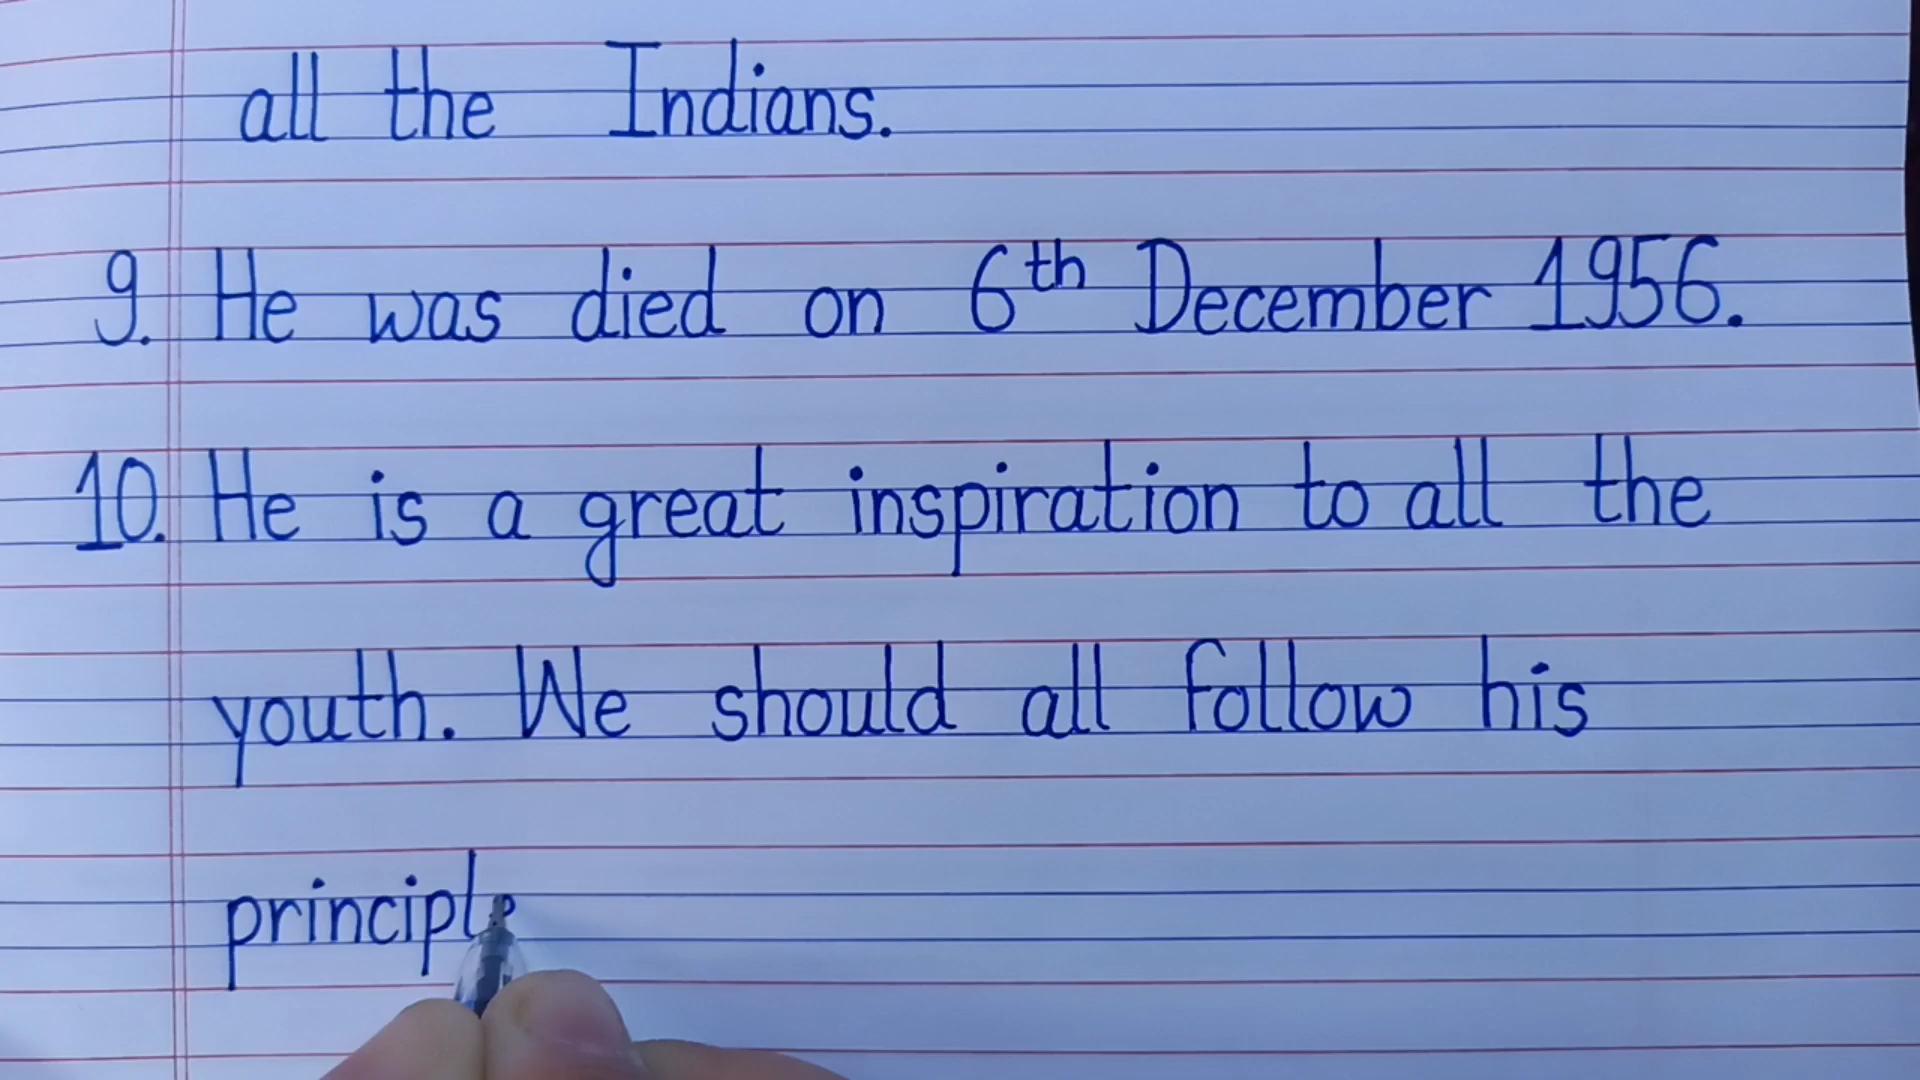 all the Indians.
9. He was died on 6th December 1956.
10. He is a great inspiration to all the
youth. We should all follow his
principle